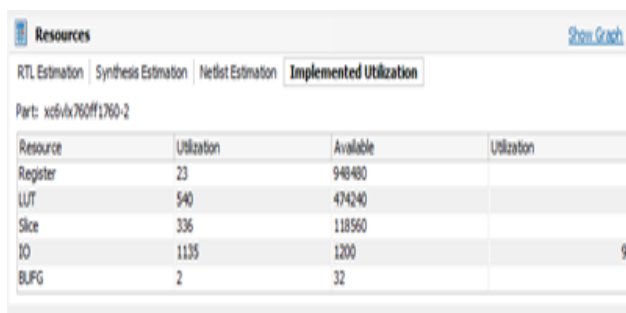 Resources Show Graph
RTL Estimation Synthesis Estimation Netlist Estimation Implemented Utilization
Part: xc6vlx760ff1760-2
Resource Utilization Available Utilization
Register 23 948480
LUT 540 474240
Slice 336 118560
IO 1135 1200 9
BUFG 2 32